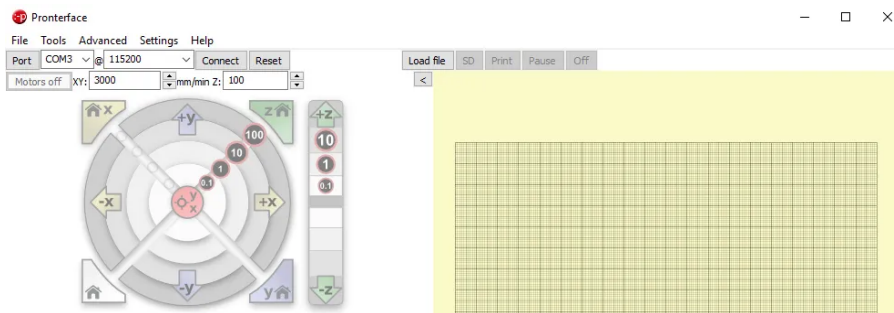 Pronterface
File Tools Advanced Settings Help
Port COM3 @ 115200 Connect Reset Load file SD Print Pause Off
Motors off XY: 3000 mm/min Z: 100 <
x +y z +z
100 10
10 1
1 0.1
0.1
-x y x +x
-y y -z